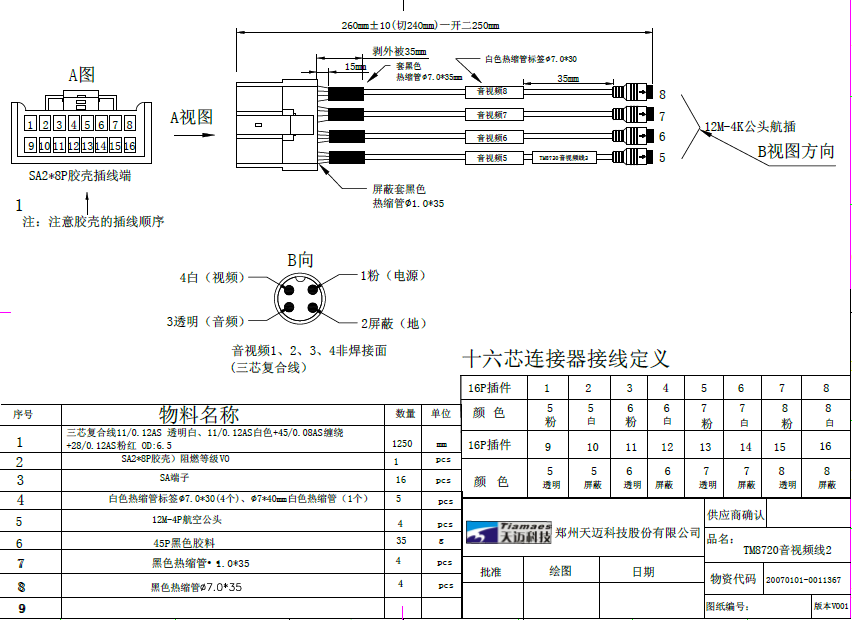 260mm±10(切240mm)一开二250mm
剥外被35mm
15mm
套黑色
热缩管∅7.0*35mm
白色热缩管标签∅7.0*30
35mm
A图
1 2 3 4 5 6 7 8
9 10 11 12 13 14 15 16
SA2*8P胶壳插线端
1
注：注意胶壳的插线顺序
A视图
音视频8
8
音视频7
7
音视频6
6
音视频5
TM8720音视频线2
5
12M-4K公头航插
B视图方向
屏蔽套黑色
热缩管∅1.0*35
B向
4白（视频）
1粉（电源）
3透明（音频）
2屏蔽（地）
音视频1、2、3、4非焊接面
(三芯复合线)
十六芯连接器接线定义
16P插件 1 2 3 4 5 6 7 8
颜 色 5粉 5白 6粉 6白 7粉 7白 8粉 8白
16P插件 9 10 11 12 13 14 15 16
颜 色 5透明 5屏蔽 6透明 6屏蔽 7透明 7屏蔽 8透明 8屏蔽
序号 物料名称 数量 单位
1 三芯复合线11/0.12AS 透明白、11/0.12AS白色+45/0.08AS缠绕
+28/0.12AS粉红 OD:6.5 1250 mm
2 SA2*8P胶壳）阻燃等级V0 1 pcs
3 SA端子 16 pcs
4 白色热缩管标签∅7.0*30(4个)、∅7*40mm白色热缩管（1个） 5 pcs
5 12M-4P航空公头 4 pcs
6 45P黑色胶料 35 g
7 黑色热缩管 1.0*35 4 pcs
8 黑色热缩管∅7.0*35 4 pcs
9
Tiamaes
天迈科技
郑州天迈科技股份有限公司
供应商确认
品名：
TM8720音视频线2
批准 绘图 日期
物资代码 20070101-0011367
图纸编号： 版本V001